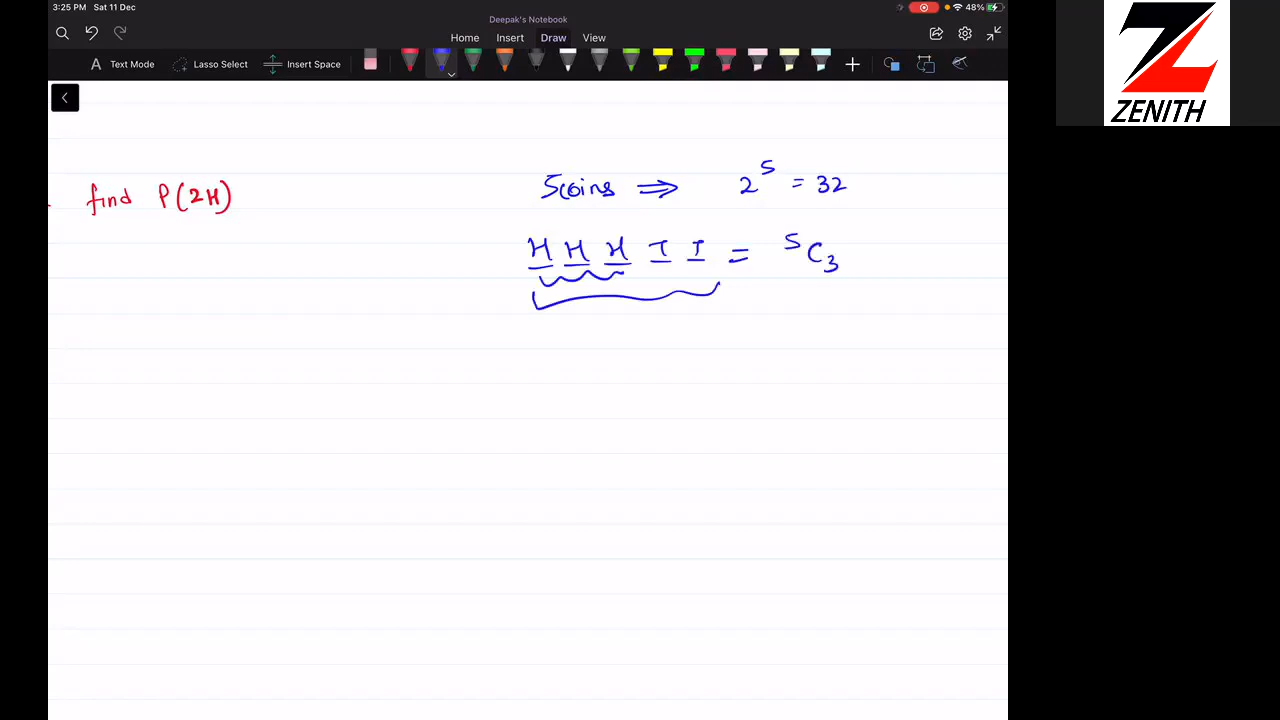 3:25 PM Sat 11 Dec
48%
Deepak's Notebook
Home Insert Draw View
A Text Mode Lasso Select Insert Space
ZENITH
find P(2H)
5coins ⇒ 2^5 = 32
H H H T T = ^5C_3